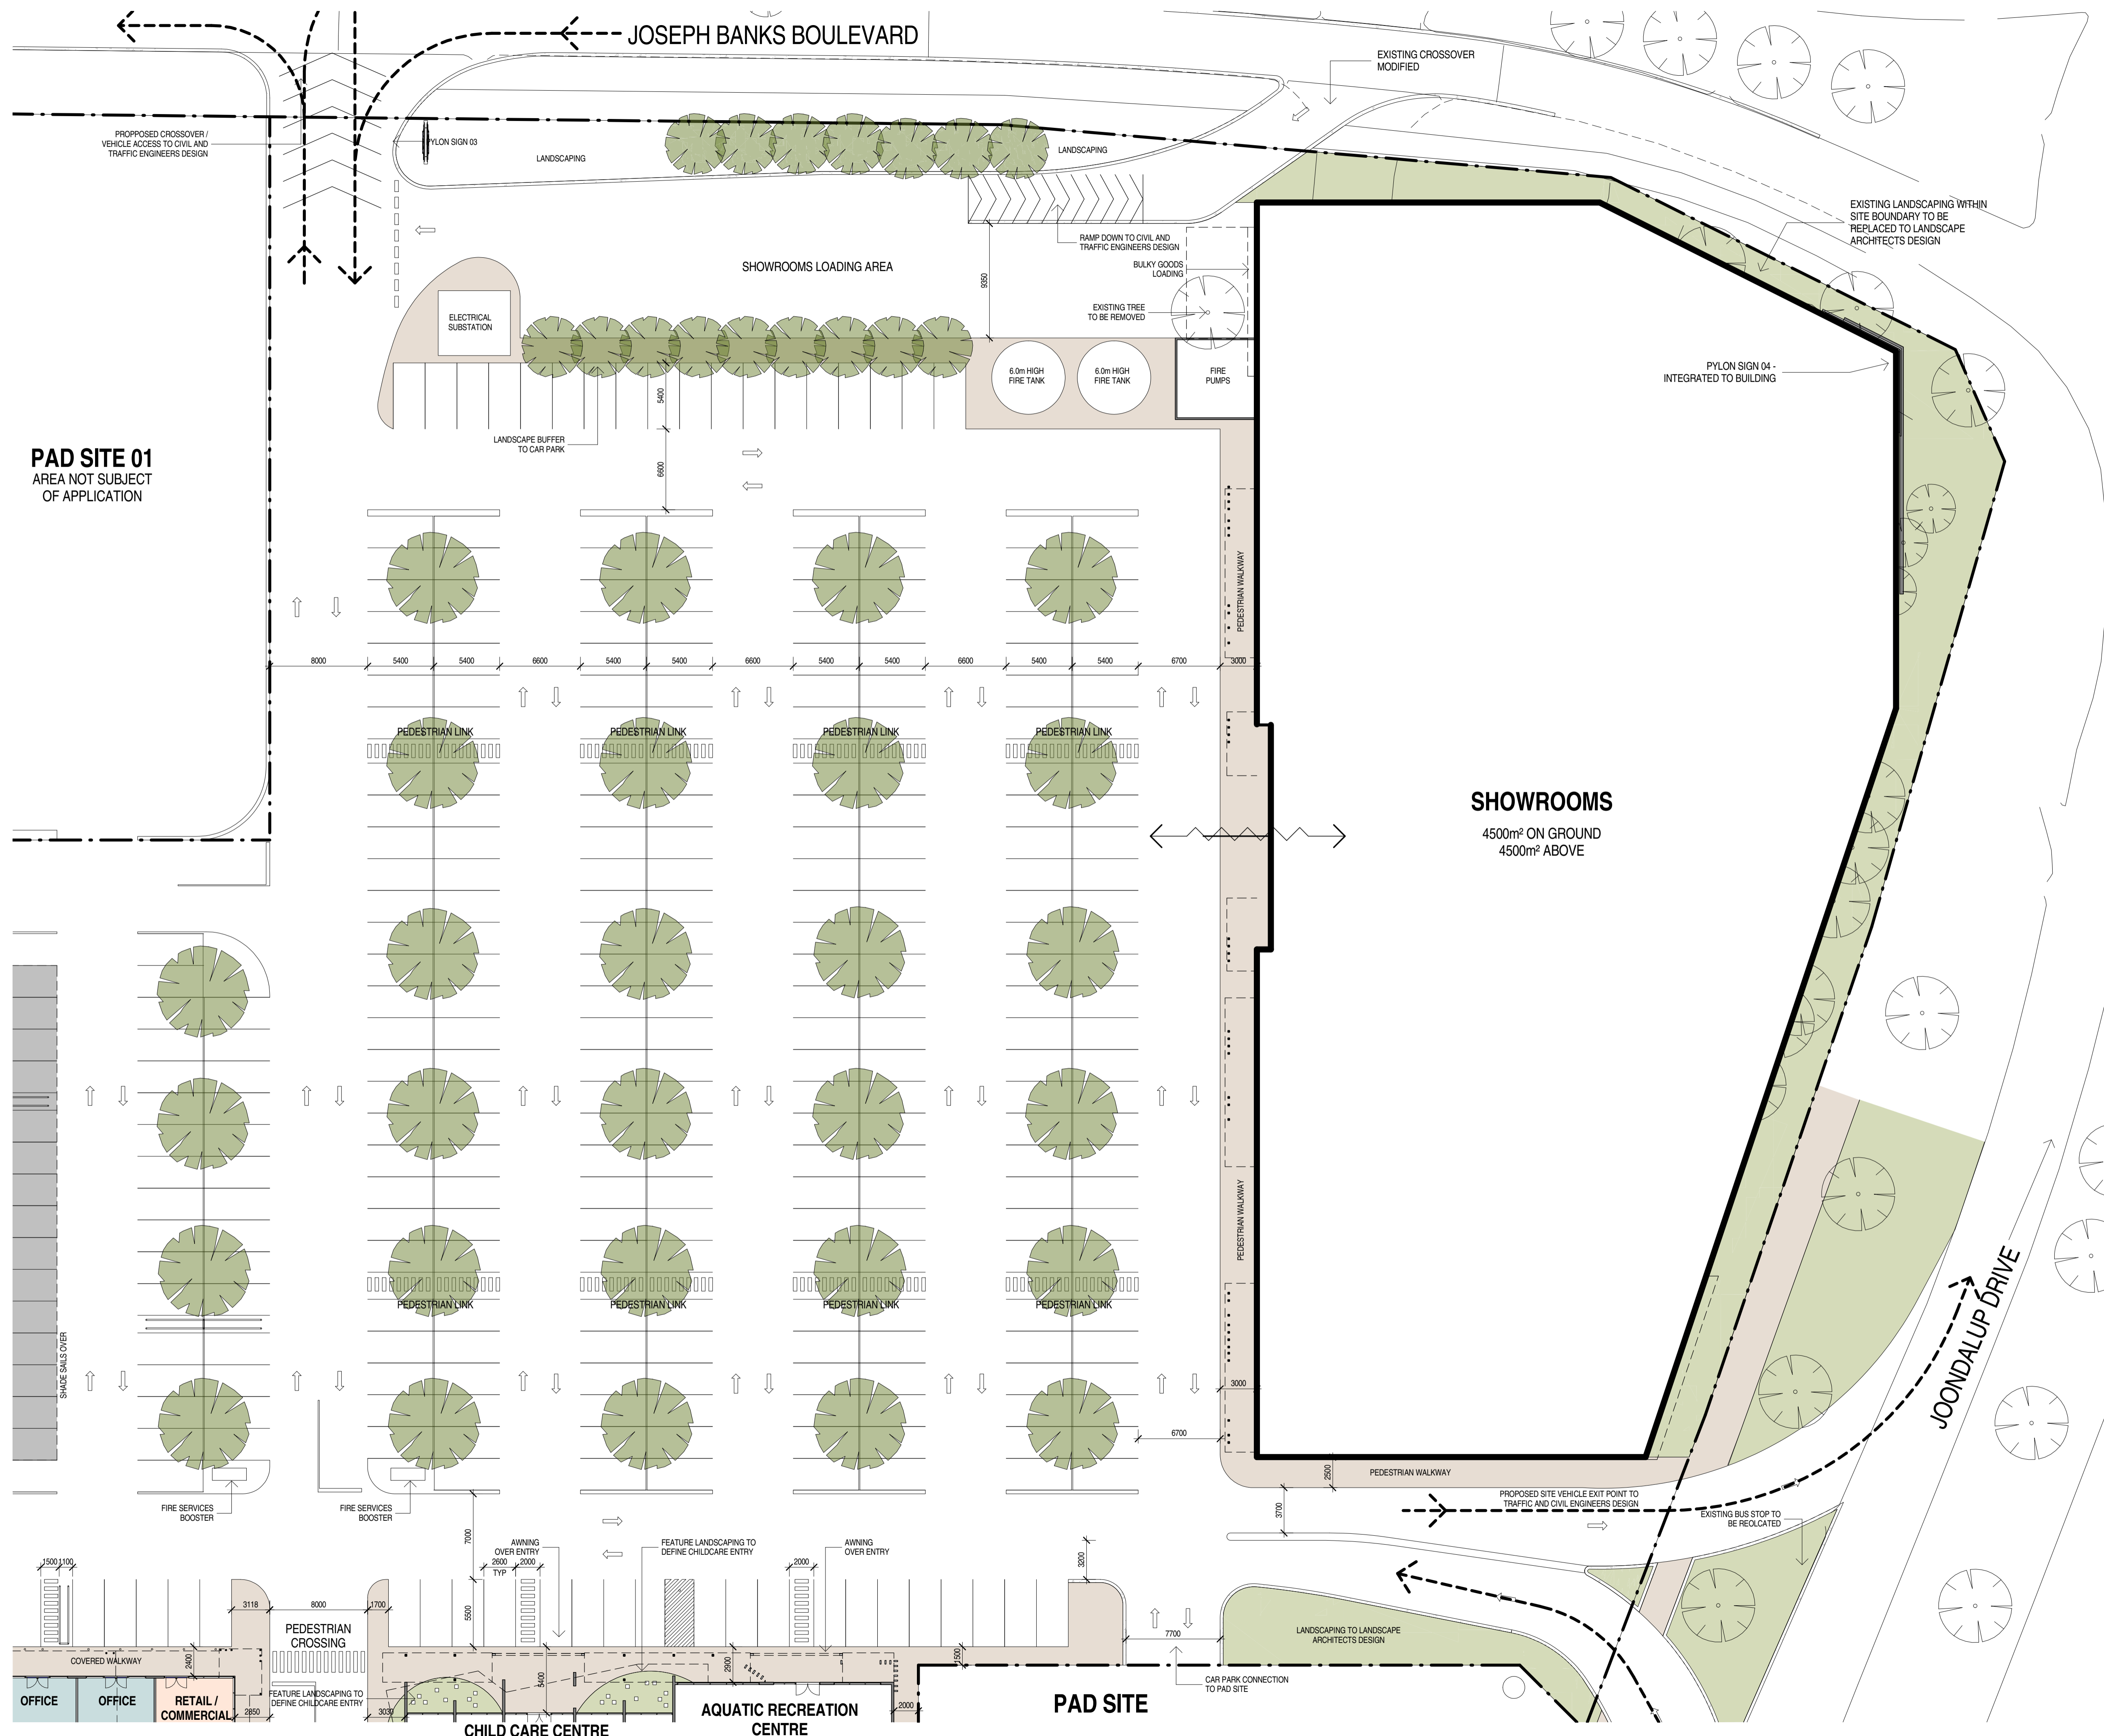 JOSEPH BANKS BOULEVARD
EXISTING CROSSOVER
MODIFIED
PROPPOSED CROSSOVER /
VEHICLE ACCESS TO CIVIL AND
TRAFFIC ENGINEERS DESIGN
PYLON SIGN 03
LANDSCAPING
LANDSCAPING
EXISTING LANDSCAPING WITHIN
SITE BOUNDARY TO BE
REPLACED TO LANDSCAPE
ARCHITECTS DESIGN
RAMP DOWN TO CIVIL AND
TRAFFIC ENGINEERS DESIGN
SHOWROOMS LOADING AREA
BULKY GOODS
LOADING
9350
EXISTING TREE
TO BE REMOVED
ELECTRICAL
SUBSTATION
6.0m HIGH
FIRE TANK
6.0m HIGH
FIRE TANK
FIRE
PUMPS
PYLON SIGN 04 -
INTEGRATED TO BUILDING
5400
LANDSCAPE BUFFER
TO CAR PARK
6600
PAD SITE 01
AREA NOT SUBJECT
OF APPLICATION
PEDESTRIAN WALKWAY
8000
5400
5400
6600
5400
5400
6600
5400
5400
6600
5400
5400
6700
3000
PEDESTRIAN LINK
PEDESTRIAN LINK
PEDESTRIAN LINK
PEDESTRIAN LINK
SHOWROOMS
4500m² ON GROUND
4500m² ABOVE
PEDESTRIAN WALKWAY
PEDESTRIAN LINK
PEDESTRIAN LINK
PEDESTRIAN LINK
PEDESTRIAN LINK
SHADE SAILS OVER
JOONDALUP DRIVE
3000
6700
2500
PEDESTRIAN WALKWAY
PROPOSED SITE VEHICLE EXIT POINT TO
TRAFFIC AND CIVIL ENGINEERS DESIGN
3700
EXISTING BUS STOP TO
BE REOLCATED
FIRE SERVICES
BOOSTER
FIRE SERVICES
BOOSTER
7000
AWNING
OVER ENTRY
FEATURE LANDSCAPING TO
DEFINE CHILDCARE ENTRY
AWNING
OVER ENTRY
1500
1100
2600
TYP
2000
2000
3200
3118
8000
1700
5500
PEDESTRIAN
CROSSING
7700
LANDSCAPING TO LANDSCAPE
ARCHITECTS DESIGN
COVERED WALKWAY
2400
5400
2900
1500
CAR PARK CONNECTION
TO PAD SITE
OFFICE
OFFICE
RETAIL /
COMMERCIAL
FEATURE LANDSCAPING TO
DEFINE CHILDCARE ENTRY
2850
3030
CHILD CARE CENTRE
AQUATIC RECREATION
CENTRE
2000
PAD SITE